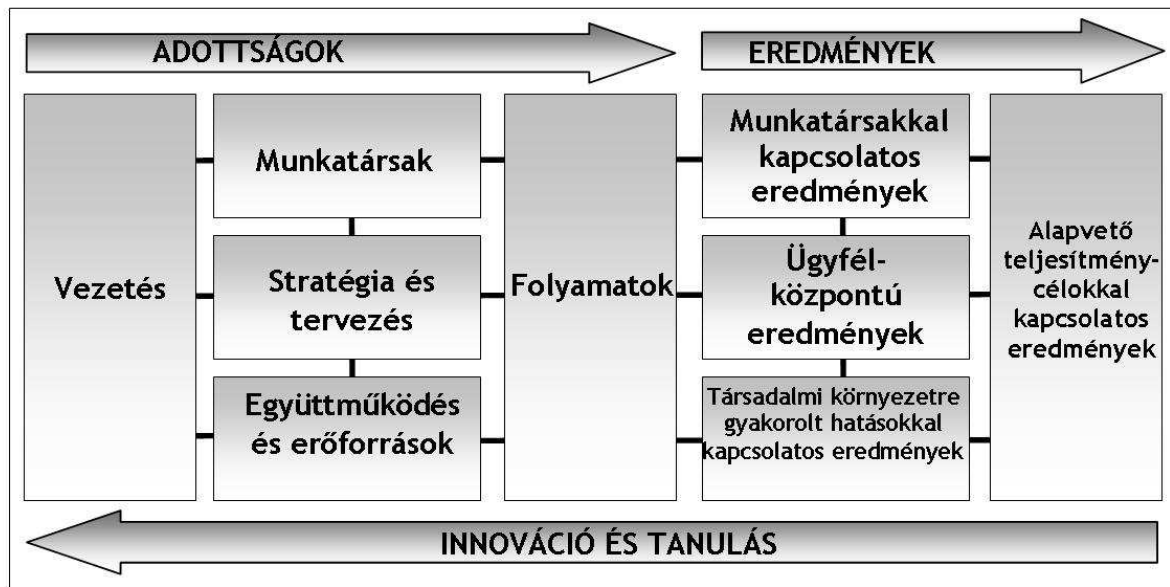 ADOTTSÁGOK
EREDMÉNYEK
Vezetés
Munkatársak
Stratégia és
tervezés
Együttműködés
és erőforrások
Folyamatok
Munkatársakkal
kapcsolatos
eredmények
Ügyfél-
központú
eredmények
Társadalmi környezetre
gyakorolt hatásokkal
kapcsolatos eredmények
Alapvető
teljesítmény-
célokkal
kapcsolatos
eredmények
INNOVÁCIÓ ÉS TANULÁS